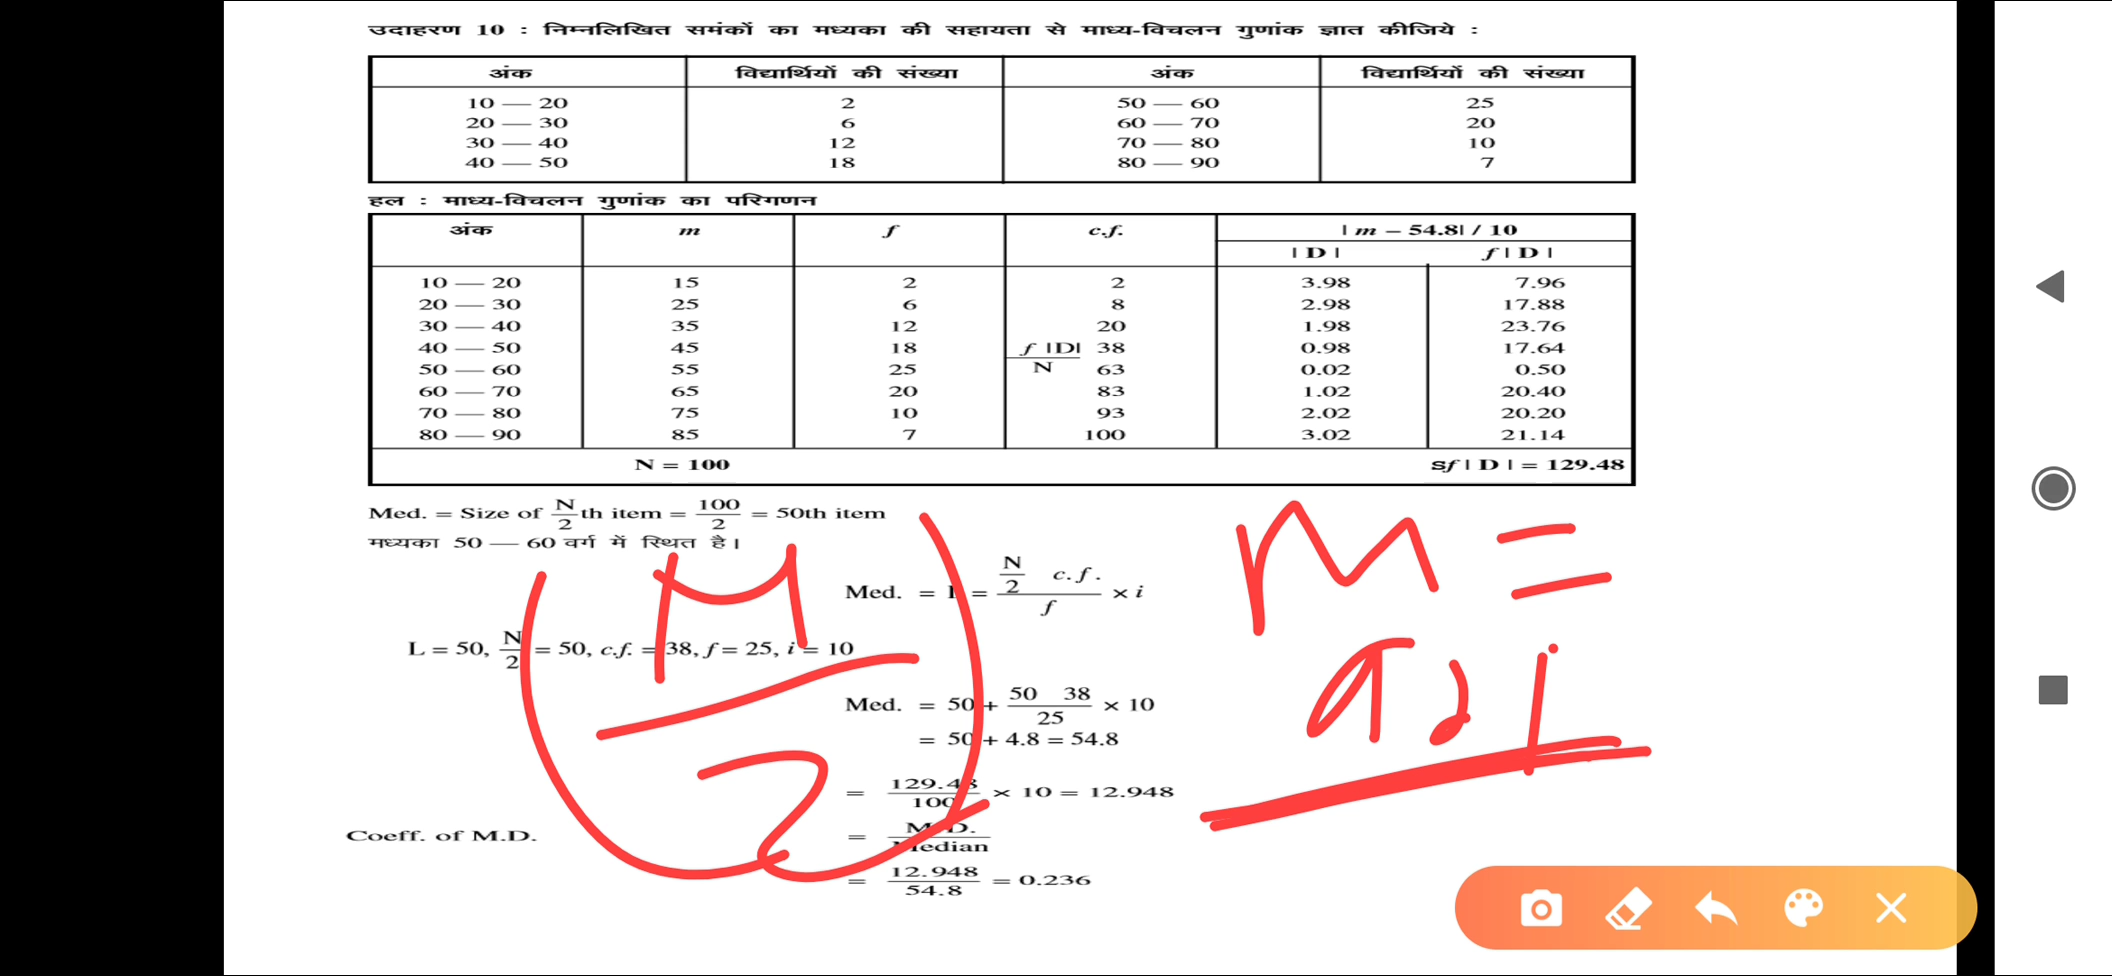 उदाहरण 10 : निम्नलिखित समंकों का मध्यका की सहायता से माध्य-विचलन गुणांक ज्ञात कीजिये :
अंक विद्यार्थियों की संख्या अंक विद्यार्थियों की संख्या
10 — 20 2 50 — 60 25
20 — 30 6 60 — 70 20
30 — 40 12 70 — 80 10
40 — 50 18 80 — 90 7
हल : माध्य-विचलन गुणांक का परिगणन
अंक m f c.f. | m – 54.8| / 10
| D | f | D |
10 — 20 15 2 2 3.98 7.96
20 — 30 25 6 8 2.98 17.88
30 — 40 35 12 20 1.98 23.76
40 — 50 45 18 f |D| 38 0.98 17.64
50 — 60 55 25 N 63 0.02 0.50
60 — 70 65 20 83 1.02 20.40
70 — 80 75 10 93 2.02 20.20
80 — 90 85 7 100 3.02 21.14
N = 100 Sf | D | = 129.48
Med. = Size of N/2 th item = 100/2 = 50th item
मध्यका 50 — 60 वर्ग में स्थित है।
Med. = L = N/2 c.f. / f × i
L = 50, N/2 = 50, c.f. = 38, f = 25, i = 10
Med. = 50 + 50 38 / 25 × 10
= 50 + 4.8 = 54.8
= 129.48 / 100 × 10 = 12.948
Coeff. of M.D. = M.D. / Median
= 12.948 / 54.8 = 0.236
M
2
m =